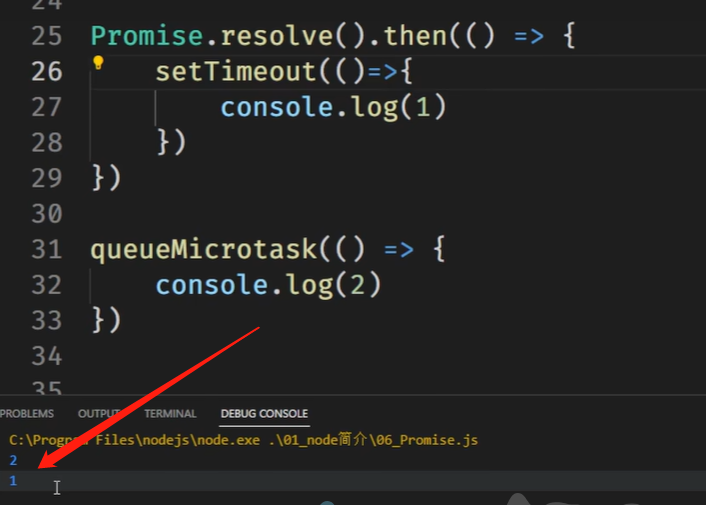 24
25 Promise.resolve().then(() => {
26     setTimeout(()=>{
27         console.log(1)
28     })
29 })
30
31 queueMicrotask(() => {
32     console.log(2)
33 })
34
35
PROBLEMS OUTPUT TERMINAL DEBUG CONSOLE
C:\Program Files\nodejs\node.exe .\01_node简介\06_Promise.js
2
1